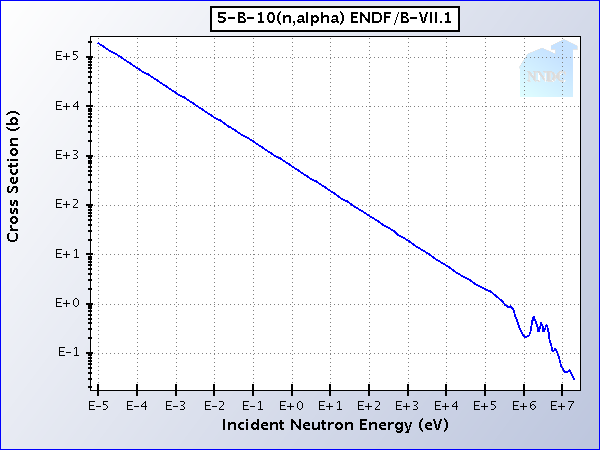 5-B-10(n,alpha) ENDF/B-VII.1
NNDC
Cross Section (b)
E+5
E+4
E+3
E+2
E+1
E+0
E-1
E-5 E-4 E-3 E-2 E-1 E+0 E+1 E+2 E+3 E+4 E+5 E+6 E+7
Incident Neutron Energy (eV)